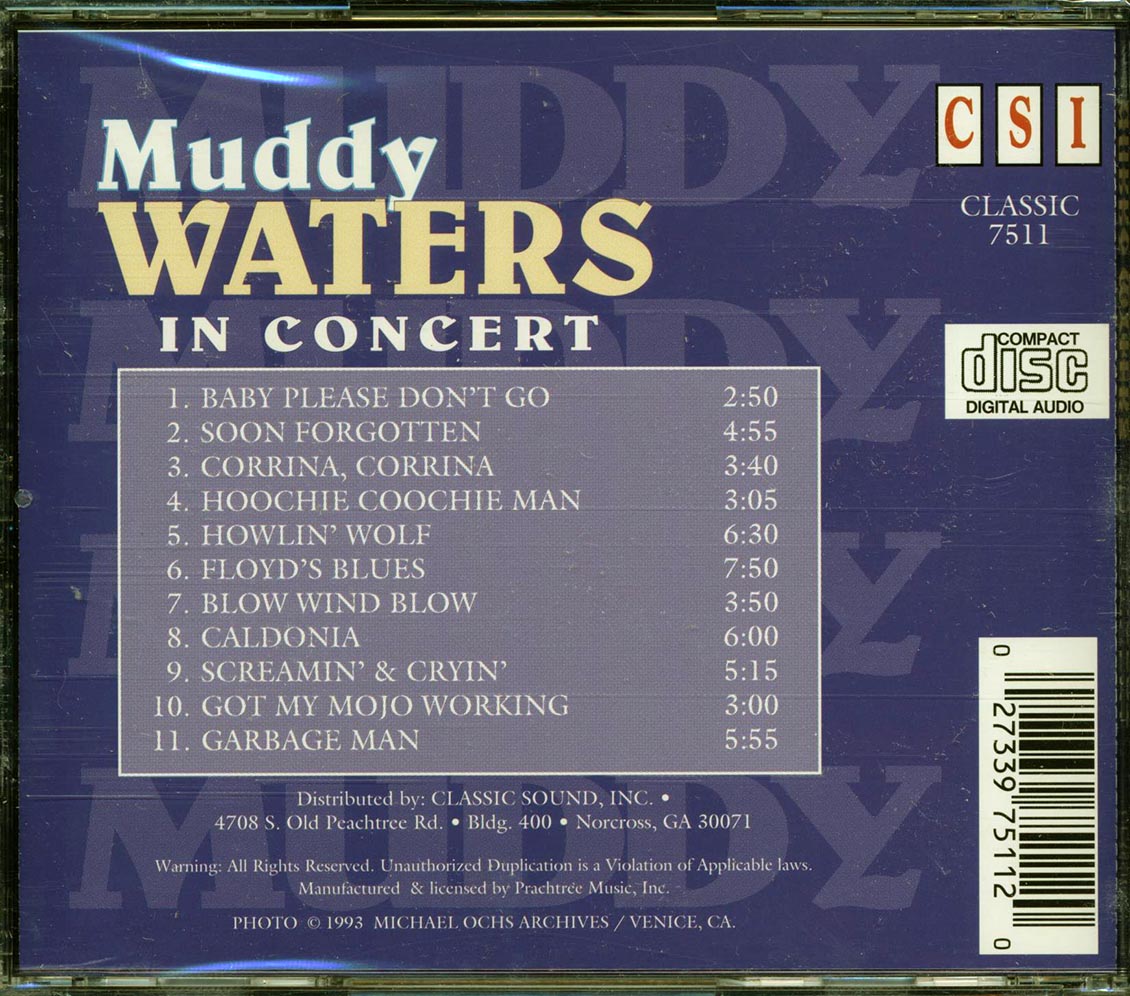 MUDDY
Muddy
WATERS
IN CONCERT
CSI
CLASSIC
7511
MUDDY
COMPACT
disc
DIGITAL AUDIO
1. BABY PLEASE DON'T GO 2:50
2. SOON FORGOTTEN 4:55
3. CORRINA, CORRINA 3:40
4. HOOCHIE COOCHIE MAN 3:05
5. HOWLIN' WOLF 6:30
6. FLOYD'S BLUES 7:50
7. BLOW WIND BLOW 3:50
8. CALDONIA 6:00
9. SCREAMIN' & CRYIN' 5:15
10. GOT MY MOJO WORKING 3:00
11. GARBAGE MAN 5:55
MUDDY
MUDDY
Distributed by: CLASSIC SOUND, INC. •
4708 S. Old Peachtree Rd. • Bldg. 400 • Norcross, GA 30071
Warning: All Rights Reserved. Unauthorized Duplication is a Violation of Applicable laws.
Manufactured & licensed by Prachtree Music, Inc.
PHOTO © 1993 MICHAEL OCHS ARCHIVES / VENICE, CA.
0 27339 75112 0